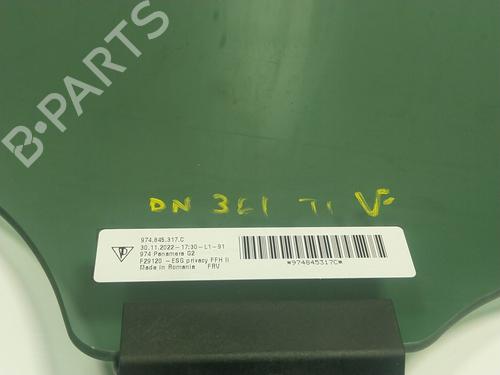 B-PARTS
DN 361 TI V
974.845.317.C
30.11.2022-17:30-L1-91
974 Panamera G2
F29120 -ESG privacy FFH II
Made in Romania FRV
*974845317C*